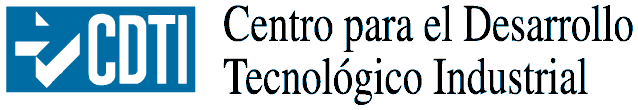 CDTI
Centro para el Desarrollo
Tecnológico Industrial